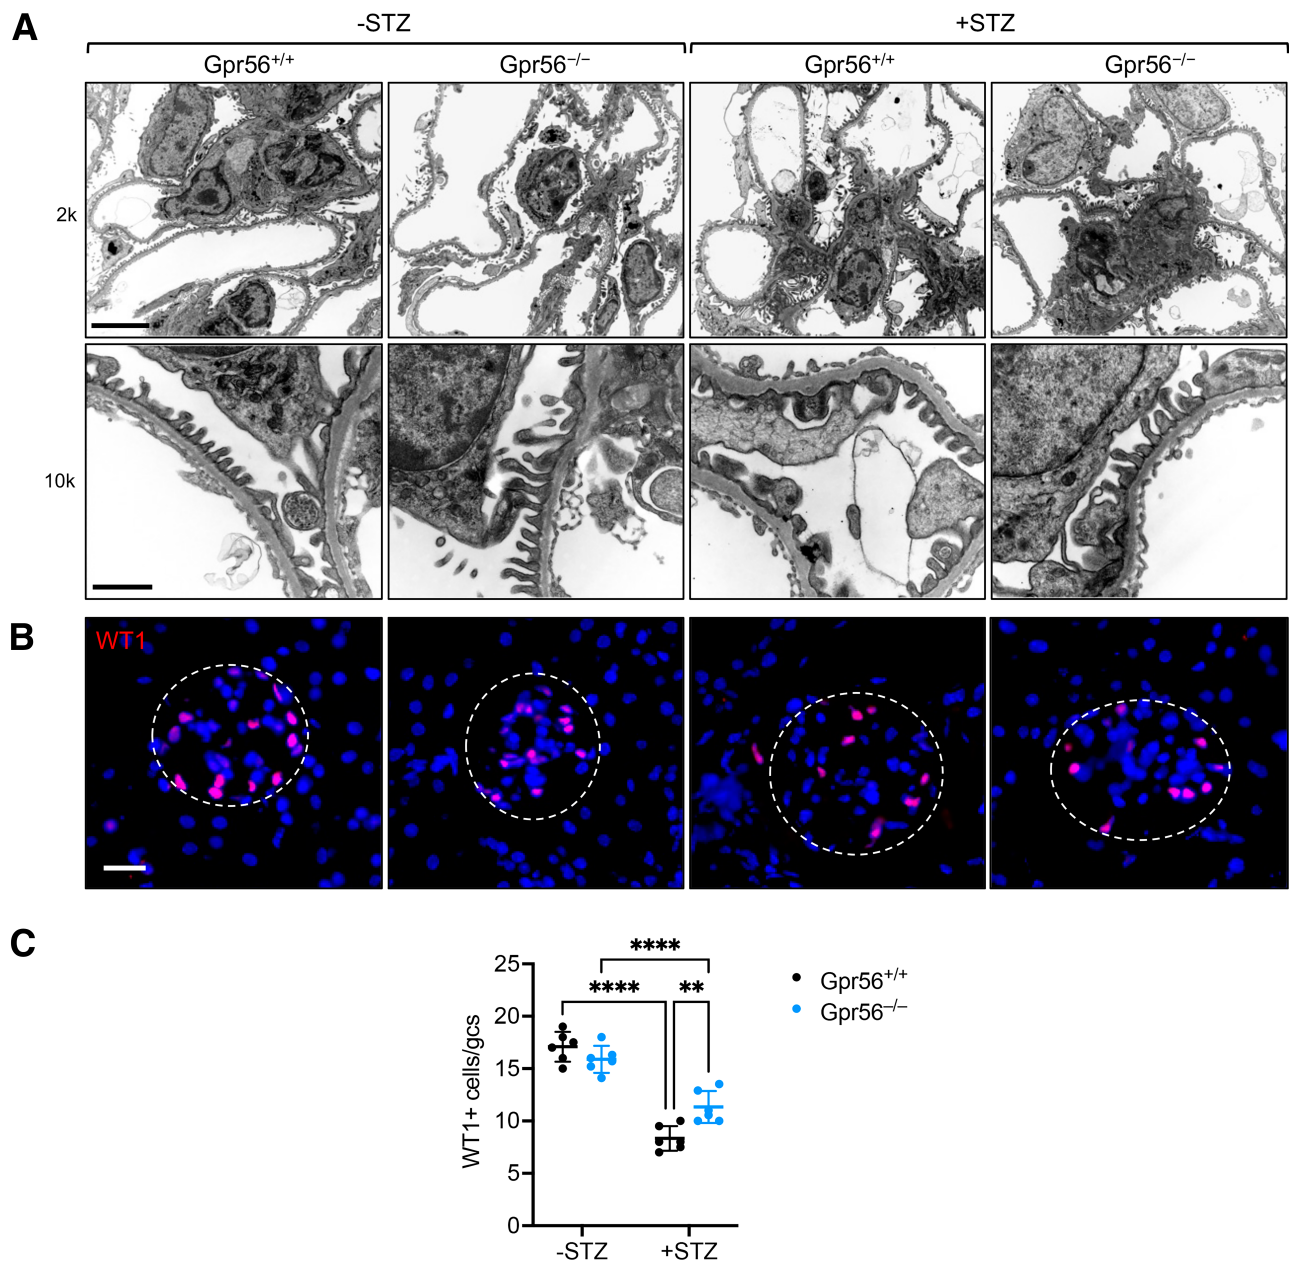 A
-STZ
+STZ
Gpr56+/+
Gpr56−/−
Gpr56+/+
Gpr56−/−
2k
10k
B
WT1
C
****
****
**
25
20
15
10
5
0
WT1+ cells/gcs
-STZ
+STZ
Gpr56+/+
Gpr56−/−